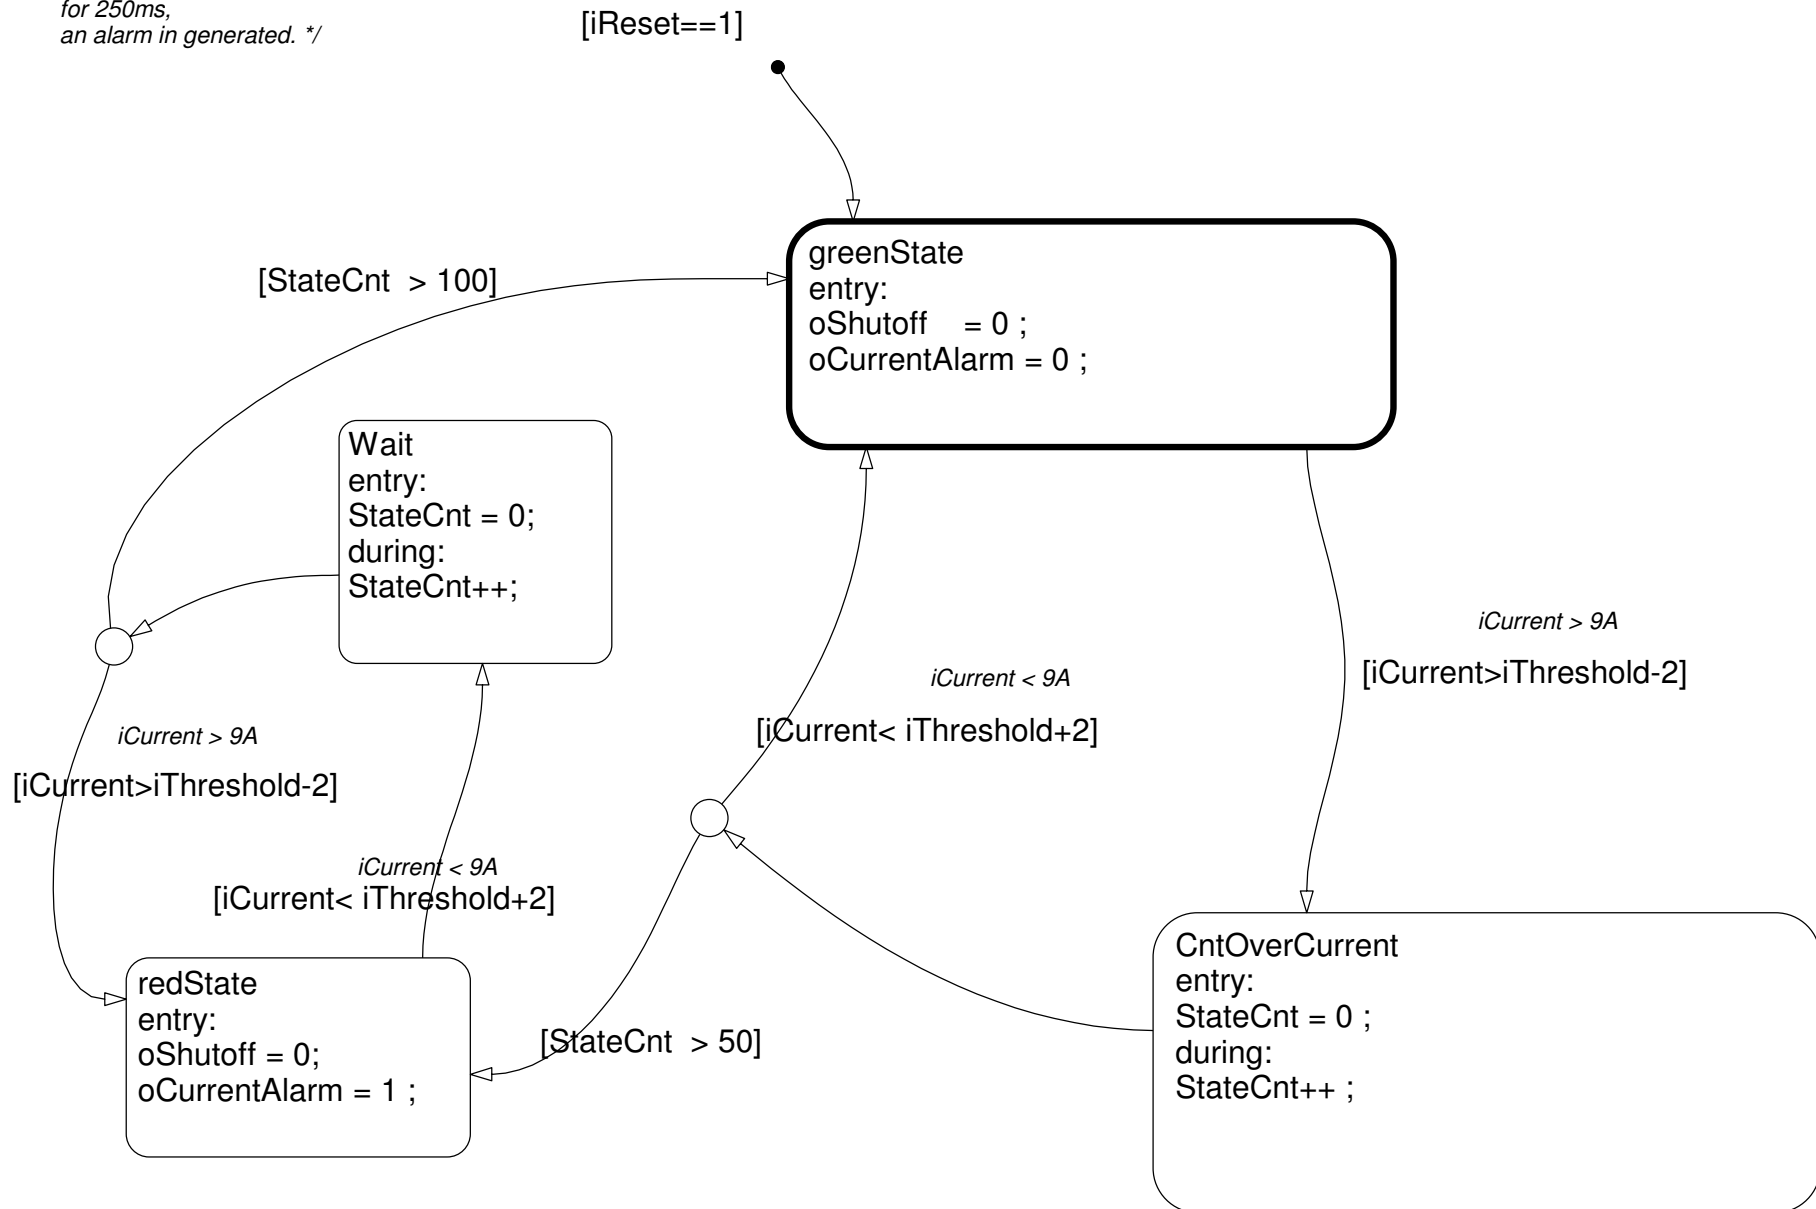 for 250ms,
an alarm in generated. */
[iReset==1]
greenState
entry:
oShutoff = 0 ;
oCurrentAlarm = 0 ;
[StateCnt > 100]
Wait
entry:
StateCnt = 0;
during:
StateCnt++;
iCurrent > 9A
[iCurrent>iThreshold-2]
iCurrent < 9A
[iCurrent< iThreshold+2]
iCurrent > 9A
[iCurrent>iThreshold-2]
iCurrent < 9A
[iCurrent< iThreshold+2]
redState
entry:
oShutoff = 0;
oCurrentAlarm = 1 ;
[StateCnt > 50]
CntOverCurrent
entry:
StateCnt = 0 ;
during:
StateCnt++ ;